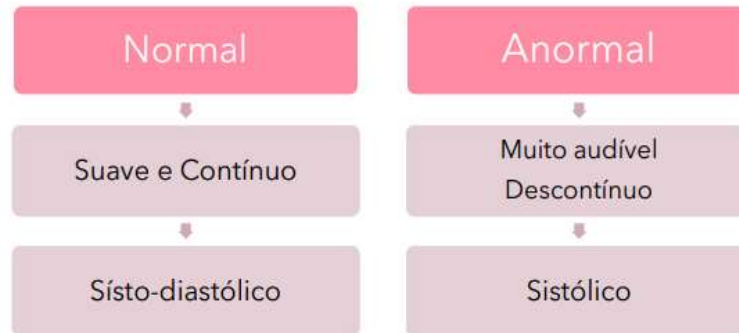 Normal
Suave e Contínuo
Sísto-diastólico
Anormal
Muito audível
Descontínuo
Sistólico